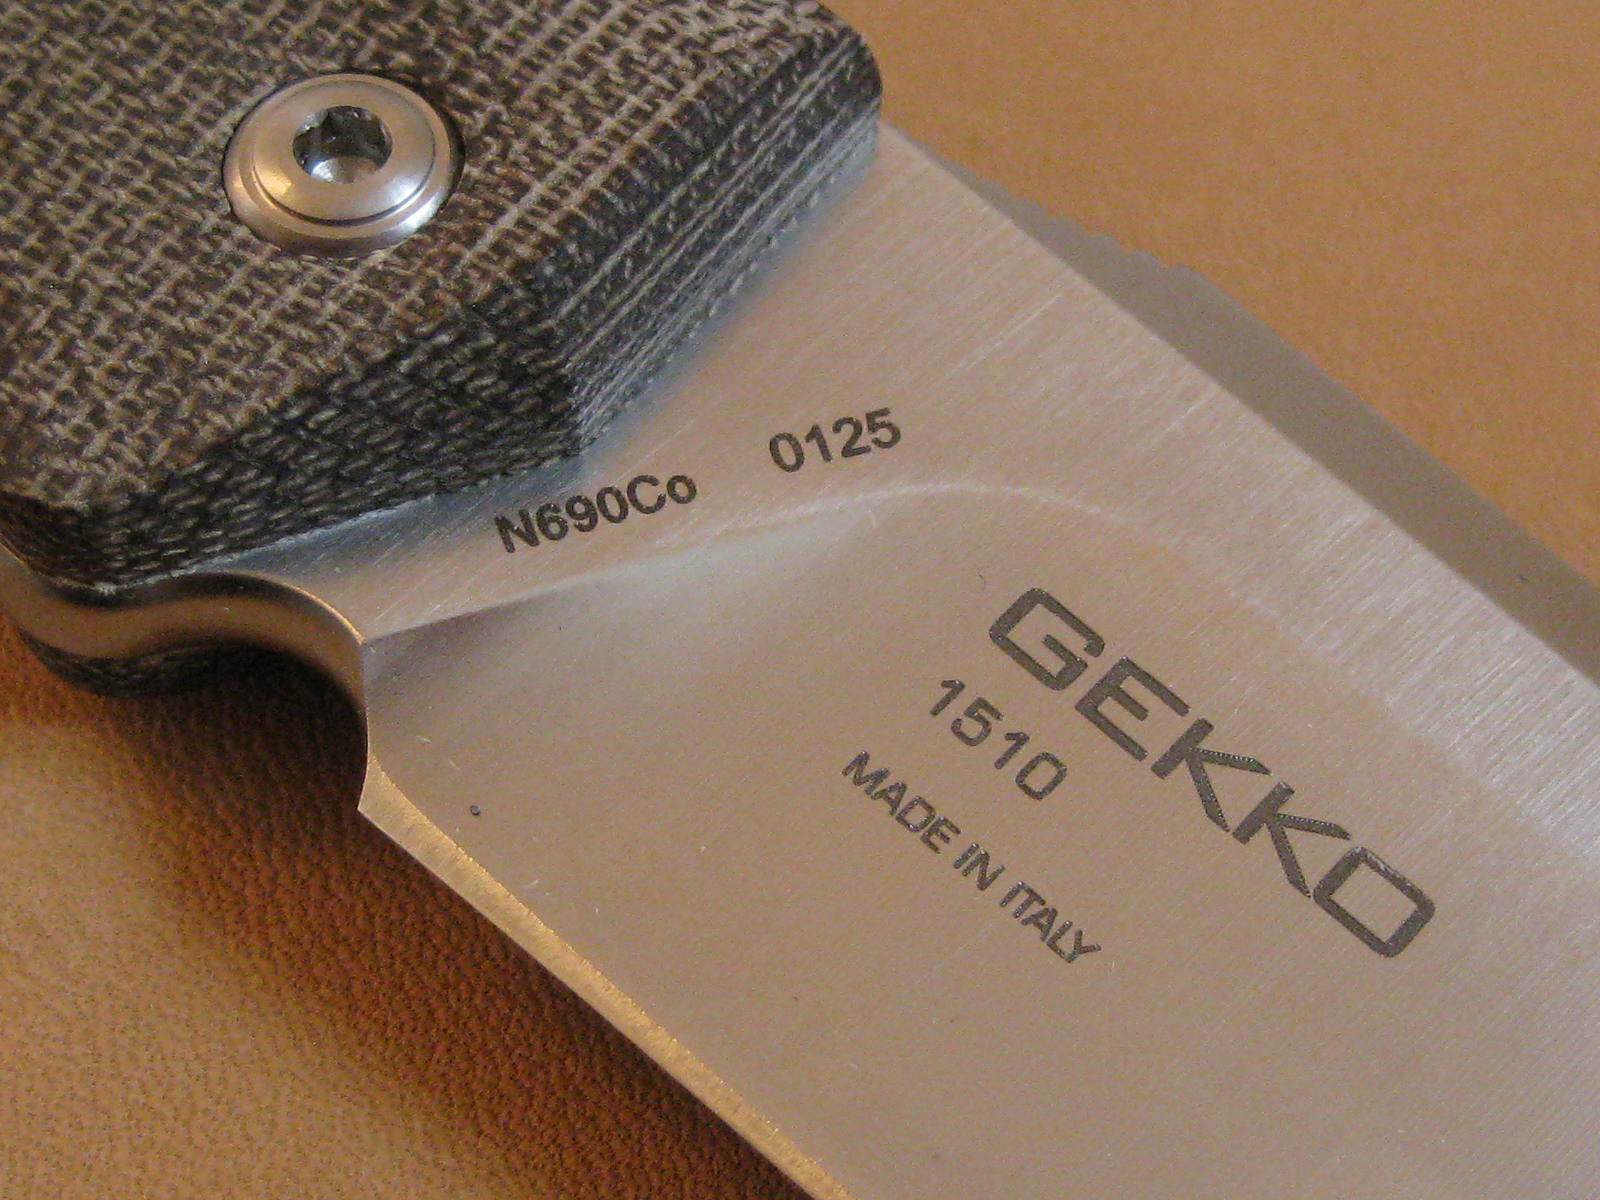 N690Co 0125
GEKKO
1510
MADE IN ITALY